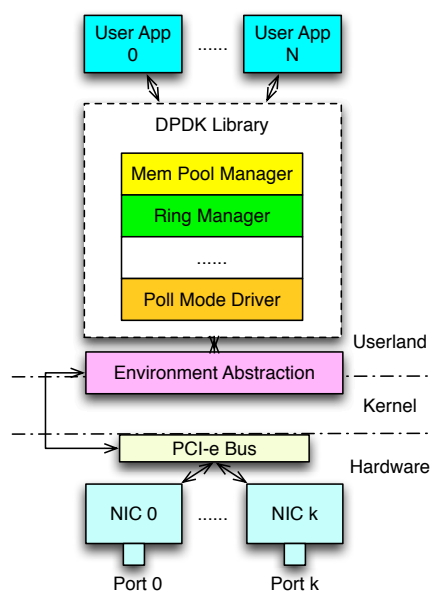 User App 0
......
User App N
DPDK Library
Mem Pool Manager
Ring Manager
......
Poll Mode Driver
Userland
Environment Abstraction
Kernel
PCI-e Bus
Hardware
NIC 0
......
NIC k
Port 0
Port k